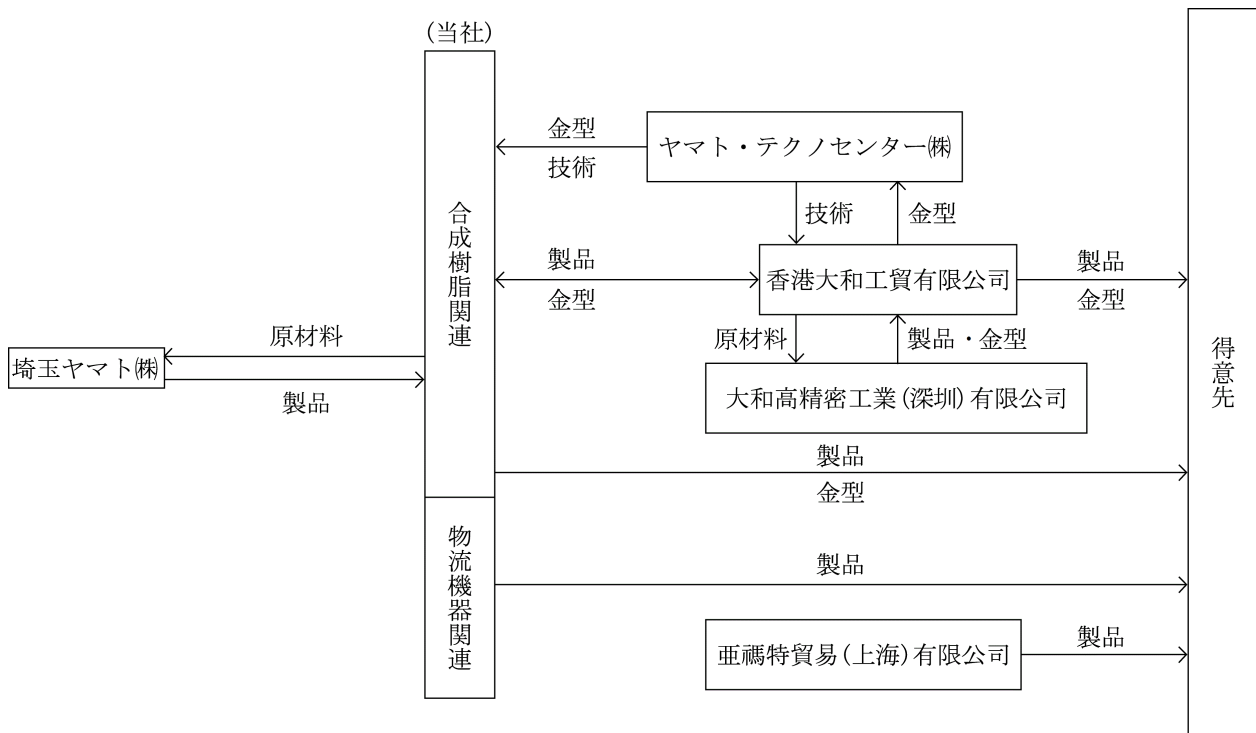 (当社)
金型
ヤマト・テクノセンター㈱
技術
技術
金型
合成樹脂関連
製品
香港大和工貿有限公司
製品
金型
金型
原材料
原材料
製品・金型
埼玉ヤマト㈱
製品
大和高精密工業(深圳)有限公司
得意先
製品
金型
物流機器関連
製品
亜禡特貿易(上海)有限公司
製品